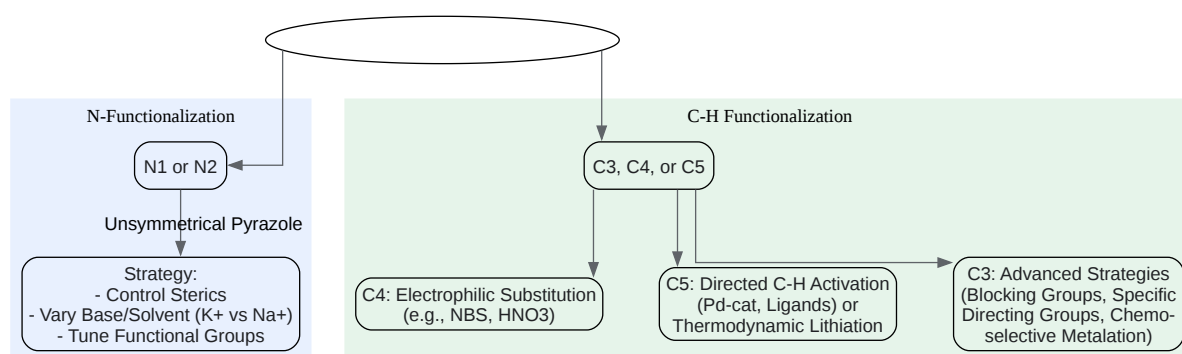 N-Functionalization
N1 or N2
Unsymmetrical Pyrazole
Strategy:
- Control Sterics
- Vary Base/Solvent (K+ vs Na+)
- Tune Functional Groups
C-H Functionalization
C3, C4, or C5
C4: Electrophilic Substitution
(e.g., NBS, HNO3)
C5: Directed C-H Activation
(Pd-cat, Ligands) or
Thermodynamic Lithiation
C3: Advanced Strategies
(Blocking Groups, Specific
Directing Groups, Chemo-
selective Metalation)